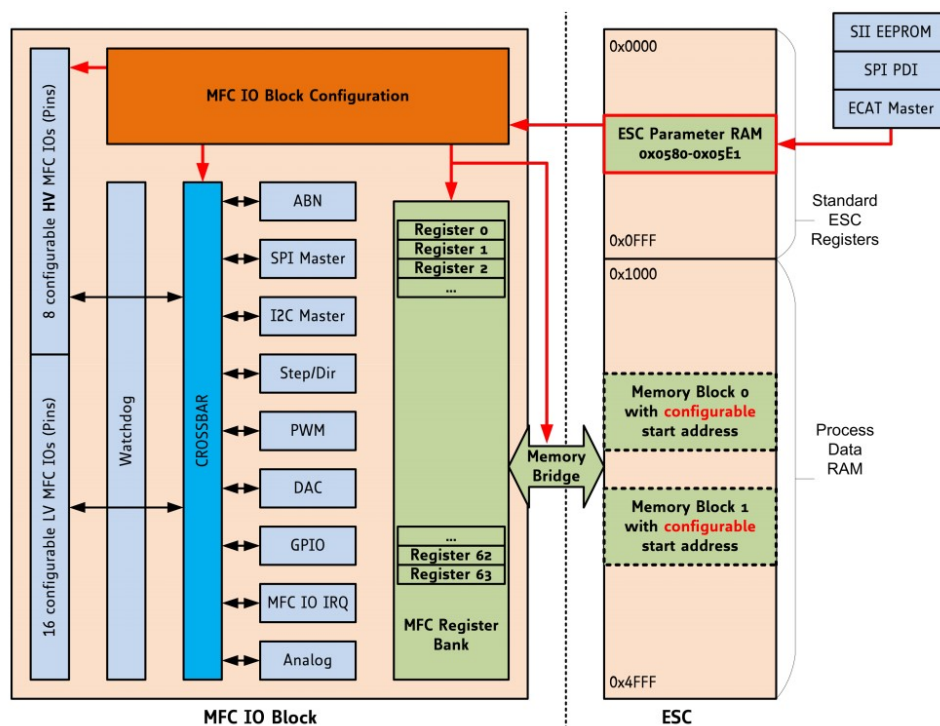 MFC IO Block Configuration
8 configurable HV MFC IOs (Pins)
16 configurable LV MFC IOs (Pins)
Watchdog
CROSSBAR
ABN
SPI Master
I2C Master
Step/Dir
PWM
DAC
GPIO
MFC IO IRQ
Analog
Register 0
Register 1
Register 2
...
...
Register 62
Register 63
MFC Register
Bank
Memory
Bridge
MFC IO Block
0x0000
ESC Parameter RAM
0x0580-0x05E1
0x0FFF
0x1000
Memory Block 0
with configurable
start address
Memory Block 1
with configurable
start address
0x4FFF
ESC
SII EEPROM
SPI PDI
ECAT Master
Standard
ESC
Registers
Process
Data
RAM